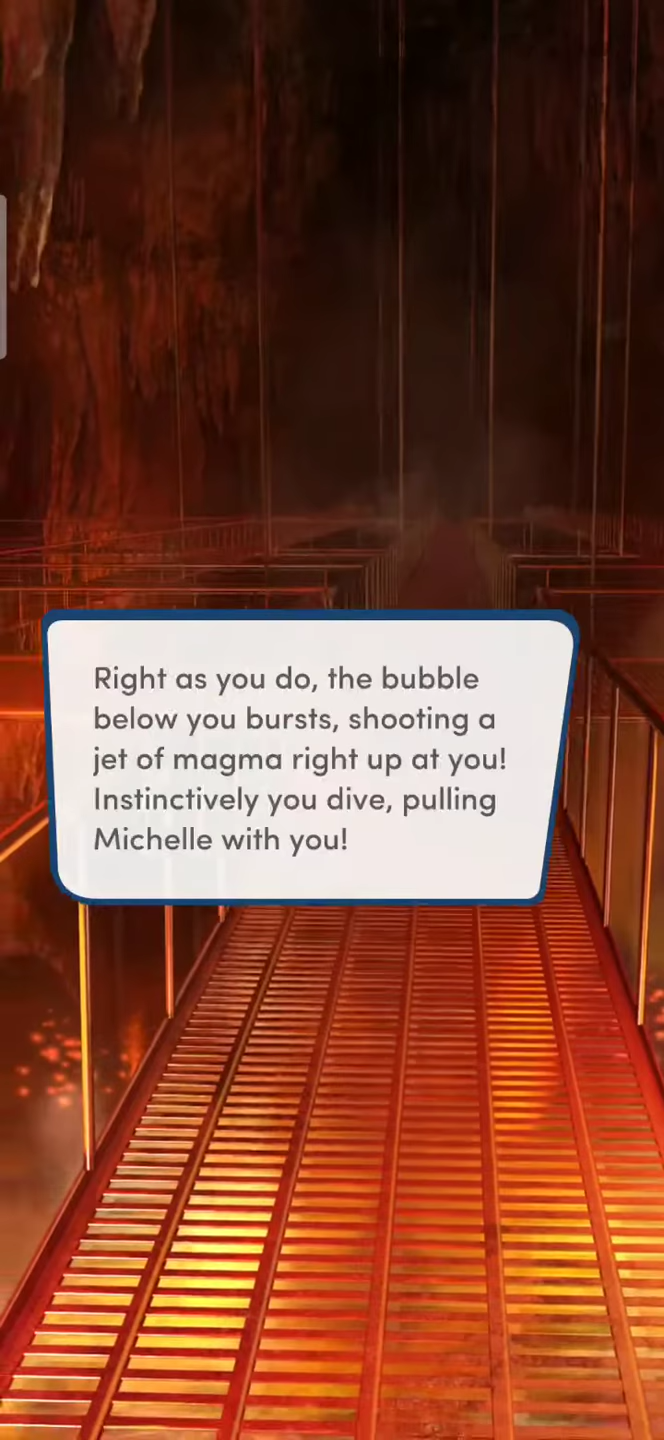 Right as you do, the bubble
below you bursts, shooting a
jet of magma right up at you!
Instinctively you dive, pulling
Michelle with you!